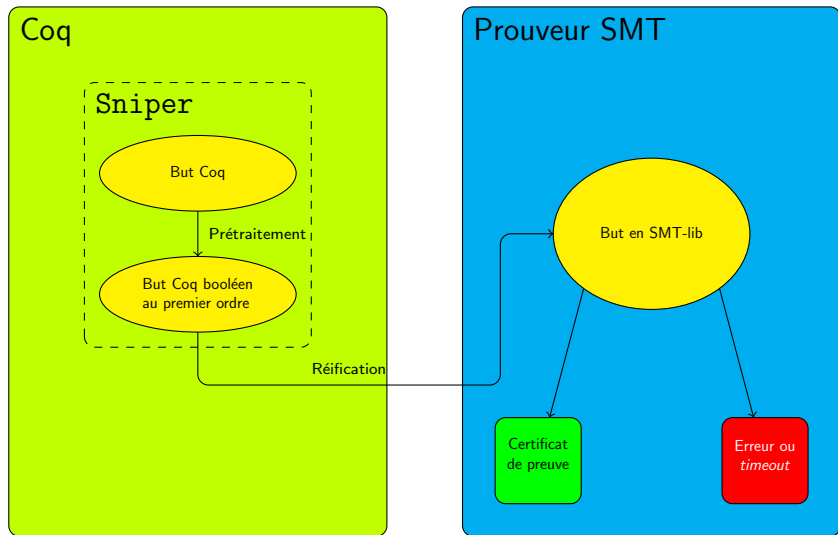 Coq
Sniper
But Coq
Prétraitement
But Coq booléen
au premier ordre
Réification
Prouveur SMT
But en SMT-lib
Certificat
de preuve
Erreur ou
timeout